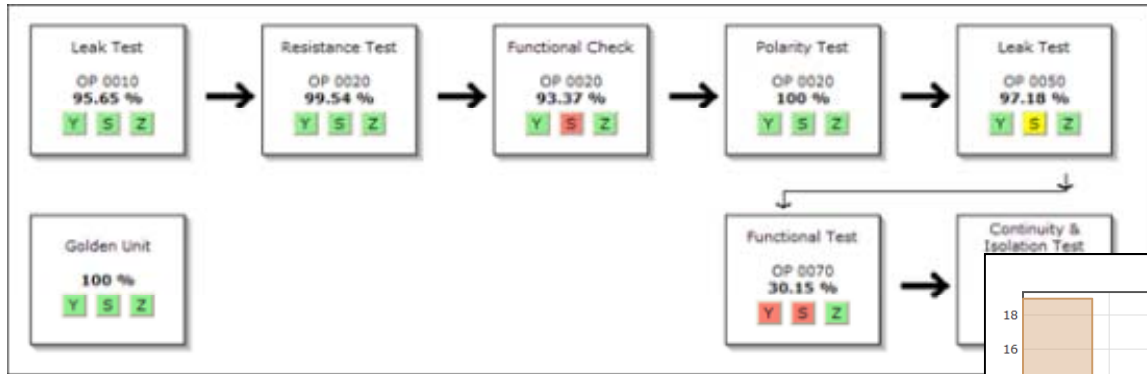 Leak Test
OP 0010
95.65 %
Y S Z
Resistance Test
OP 0020
99.54 %
Y S Z
Functional Check
OP 0020
93.37 %
Y S Z
Polarity Test
OP 0020
100 %
Y S Z
Leak Test
OP 0050
97.18 %
Y S Z
Golden Unit
100 %
Y S Z
Functional Test
OP 0070
30.15 %
Y S Z
Continuity &
Isolation Test
18
16